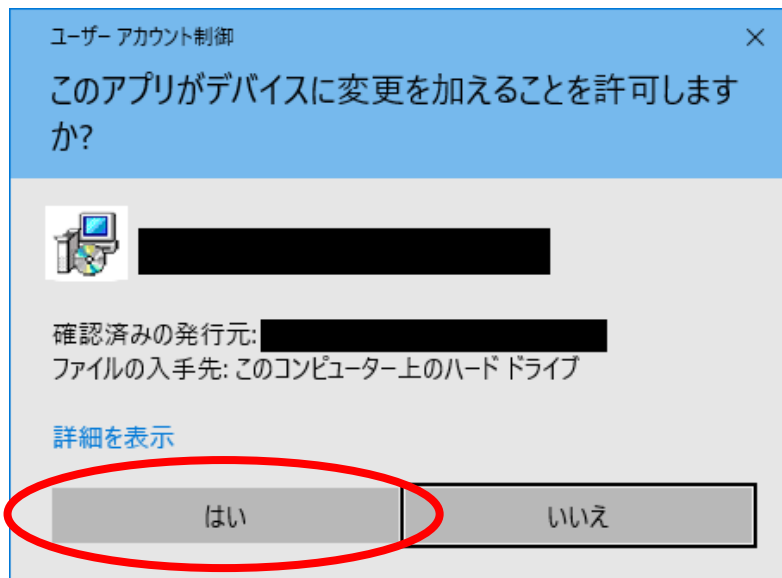 ユーザー アカウント制御
このアプリがデバイスに変更を加えることを許可します
か?
確認済みの発行元:
ファイルの入手先: このコンピューター上のハード ドライブ
詳細を表示
はい
いいえ